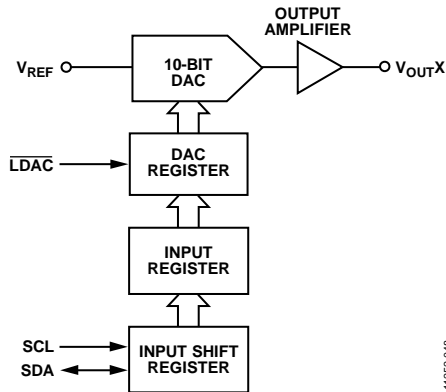 OUTPUT
AMPLIFIER
VREF
10-BIT
DAC
VOUTX
LDAC
DAC
REGISTER
INPUT
REGISTER
SCL
SDA
INPUT SHIFT
REGISTER